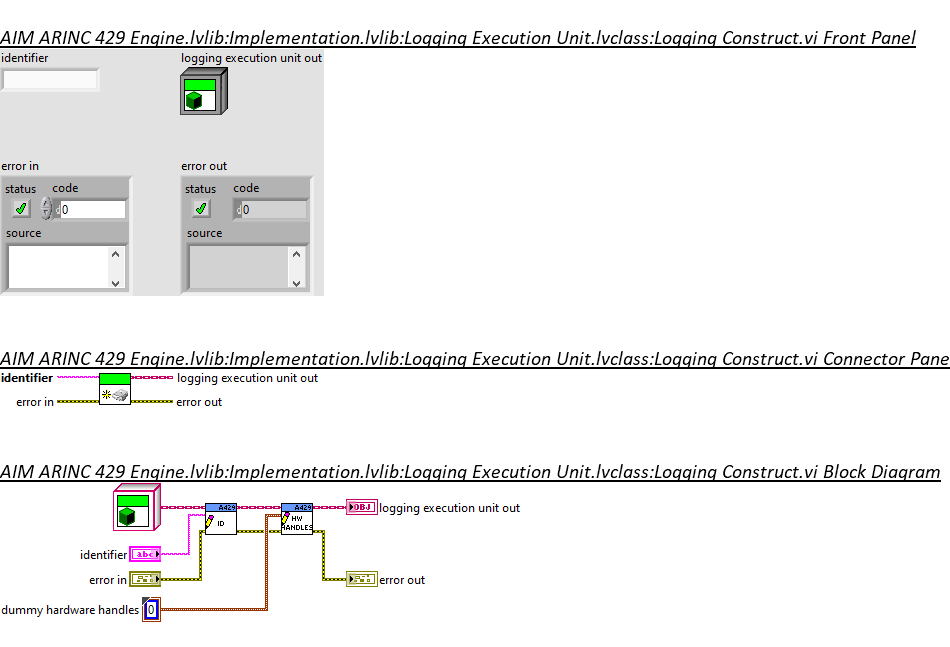 AIM ARINC 429 Engine.lvlib:Implementation.lvlib:Logging Execution Unit.lvclass:Logging Construct.vi Front Panel
identifier logging execution unit out
error in error out
status code status code
0 0
source source
AIM ARINC 429 Engine.lvlib:Implementation.lvlib:Logging Execution Unit.lvclass:Logging Construct.vi Connector Pane
identifier logging execution unit out
error in error out
AIM ARINC 429 Engine.lvlib:Implementation.lvlib:Logging Execution Unit.lvclass:Logging Construct.vi Block Diagram
A429 A429
OBJ logging execution unit out
ID HW
HANDLES
identifier abc
error in error out
dummy hardware handles 0